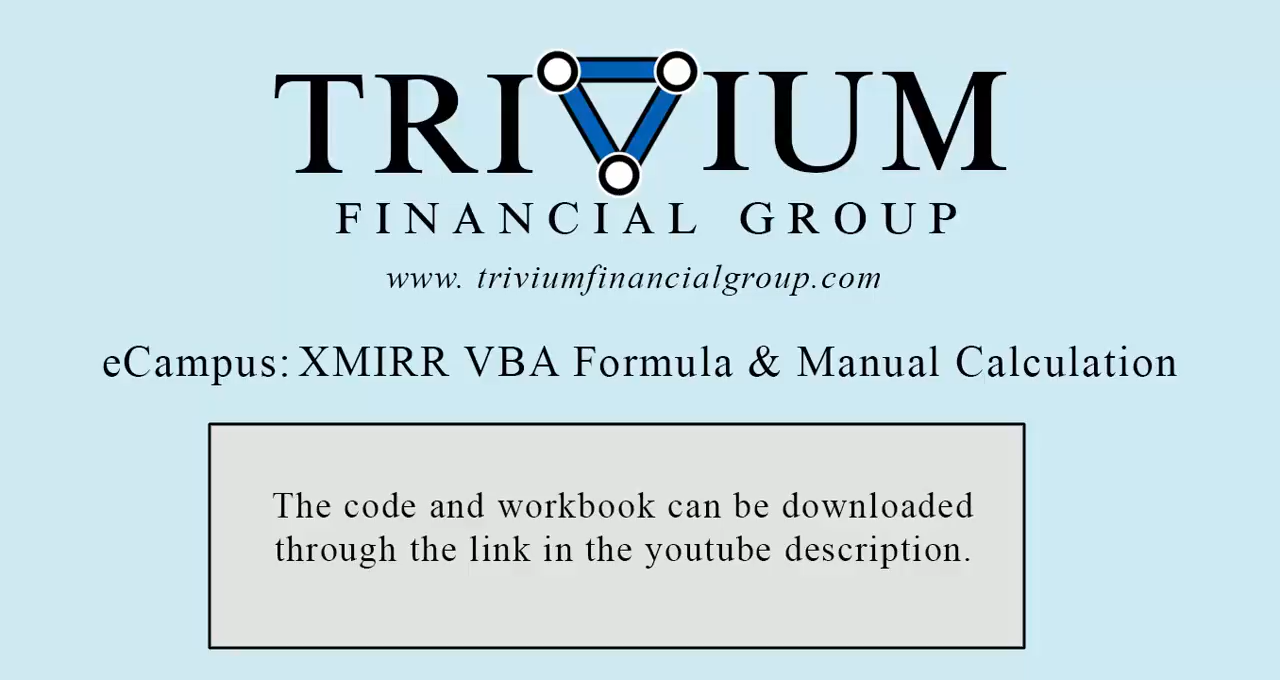 TRIVIUM
FINANCIAL GROUP
www. triviumfinancialgroup.com
eCampus: XMIRR VBA Formula & Manual Calculation
The code and workbook can be downloaded
through the link in the youtube description.